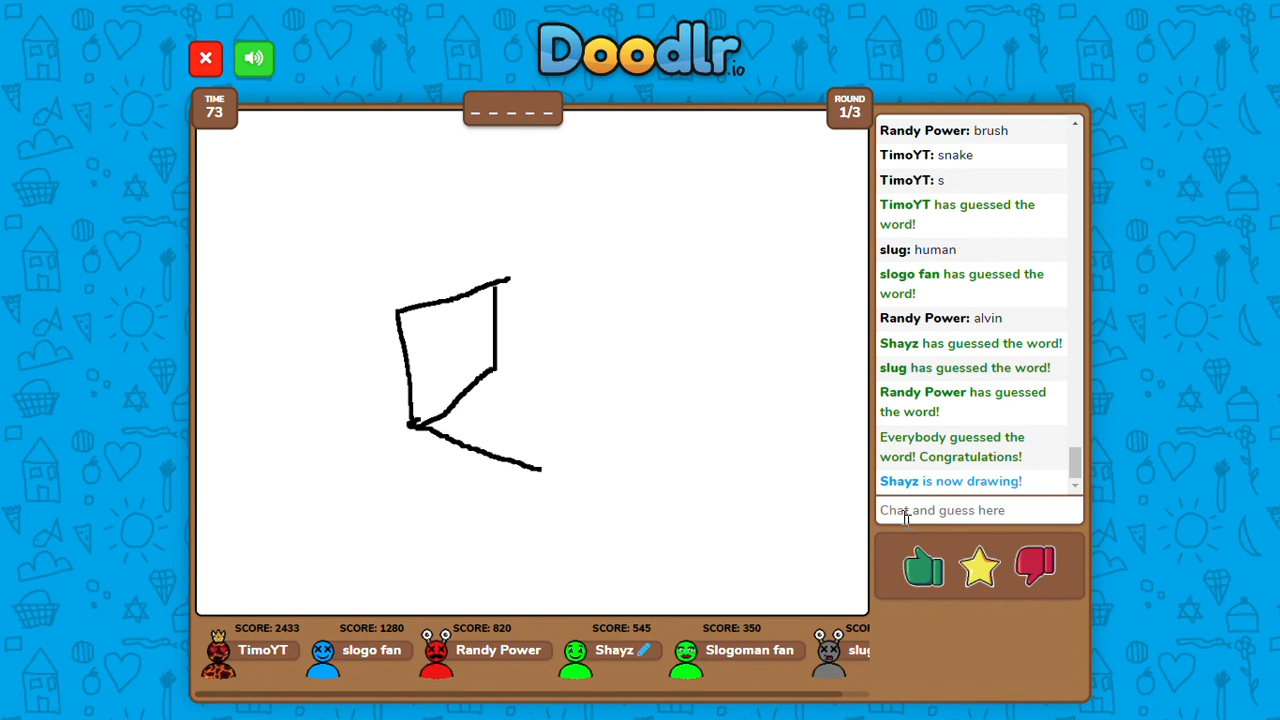 Doodlr.io
TIME
73
_ _ _ _ _
ROUND
1/3
Randy Power: brush
TimoYT: snake
TimoYT: s
TimoYT has guessed the
word!
slug: human
slogo fan has guessed the
word!
Randy Power: alvin
Shayz has guessed the word!
slug has guessed the word!
Randy Power has guessed
the word!
Everybody guessed the
word! Congratulations!
Shayz is now drawing!
Chat and guess here
SCORE: 2433
TimoYT
SCORE: 1280
slogo fan
SCORE: 820
Randy Power
SCORE: 545
Shayz
SCORE: 350
Slogoman fan
SCO
slu